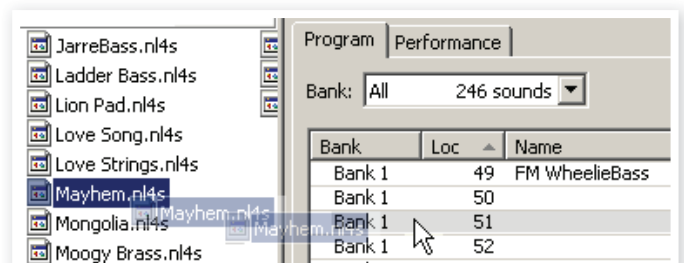 JarreBass.nl4s
Ladder Bass.nl4s
Lion Pad.nl4s
Love Song.nl4s
Love Strings.nl4s
Mayhem.nl4s
Mayhem.nl4s
Mayhem.nl4s
Mongolia.nl4s
Moogy Brass.nl4s
Program Performance
Bank: All 246 sounds
Bank Loc Name
Bank 1 49 FM WheelieBass
Bank 1 50
Bank 1 51
Bank 1 52